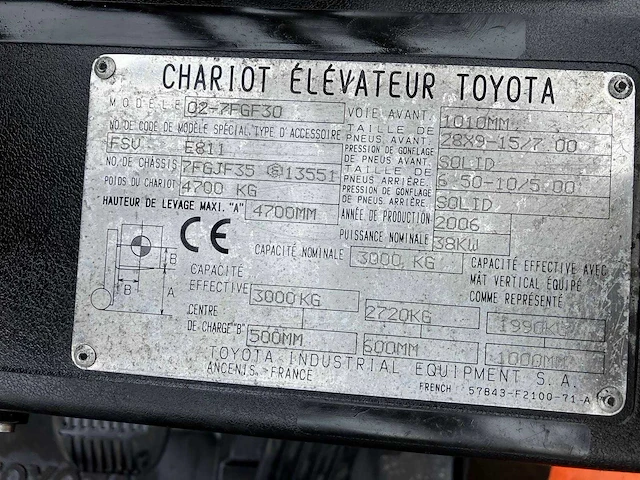 CHARIOT ÉLÉVATEUR TOYOTA
MODÈLE 02-7FGF30
NO. DE CODE DE MODÈLE SPÉCIAL, TYPE D'ACCESSOIRE
FSV E811
NO. DE CHÂSSIS 7FGJF35 E 13551
POIDS DU CHARIOT 4700 KG
HAUTEUR DE LEVAGE MAXI. "A" 4700MM
VOIE AVANT. 1010MM
TAILLE DE PNEUS AVANT. 28X9-15/7.00
PRESSION DE GONFLAGE DE PNEUS AVANT. SOLID
TAILLE DE PNEUS ARRIÈRE. 6.50-10/5.00
PRESSION DE GONFLAGE DE PNEUS ARRIÈRE. SOLID
ANNÉE DE PRODUCTION 2006
PUISSANCE NOMINALE 38KW
CE
CAPACITÉ NOMINALE 3000 KG
CAPACITÉ EFFECTIVE AVEC
MÂT VERTICAL ÉQUIPÉ
COMME REPRÉSENTÉ
B
B
A
CAPACITÉ EFFECTIVE 3000KG 2720KG 1990KG
CENTRE DE CHARGE "B" 500MM 600MM 1000MM
TOYOTA INDUSTRIAL EQUIPMENT S.A.
ANCENIS, FRANCE
FRENCH 57843-F2100-71-A